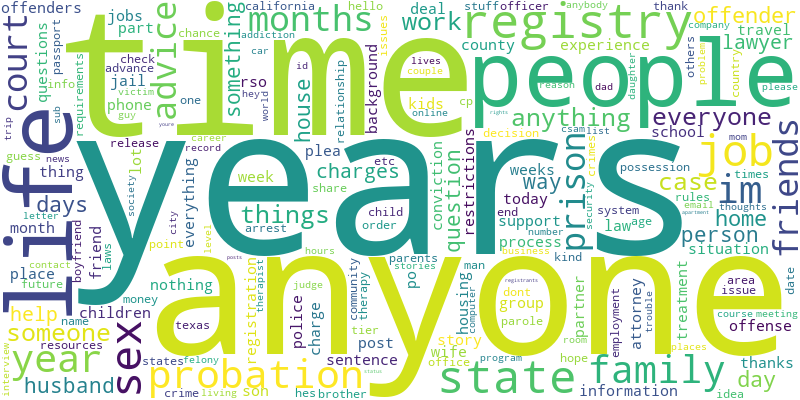 offenders
jobs
california
hello
deal
stuff
officer
anybody
thank
company
part
chance
addiction
issues
months
work
registry
offender
travel
lawyer
court
questions
passport
time
advice
something
car
county
experience
others
problem
country
please
info
requirements
check
advance
jail
victim
phone
guy
rso
hey
id
world
house
relationship
background
lives
couple
kids
cp
online
people
reason
dad
daughter
anything
everyone
rights
trip
sub
one
youre
career
record
life
years
guess
news
release
lot
society
city
everything
plea
etc
charges
week
share
things
child
order
arrest
conviction
question
restrictions
decision
csam
list
school
mom
weeks
way
crimes
possession
job
im
case
rules
times
email
thoughts
apartment
friends
today
end
prison
security
support
system
number
law
age
home
person
process
situation
thing
days
letter
month
place
future
boyfriend
friend
laws
point
level
nothing
contact
money
children
name
help
someone
resources
year
interview
sex
husband
anyone
posts
hours
parents
stories
po
man
business
kind
registrants
area
issue
date
registration
therapist
texas
judge
police
community
therapy
charge
tier
post
housing
computer
dont
group
parole
partner
employment
trouble
attorney
treatment
course
meeting
offense
places
probation
states
felony
crime
living
son
hes
brother
sentence
status
story
wife
office
program
state
room
hope
family
information
thanks
day
idea